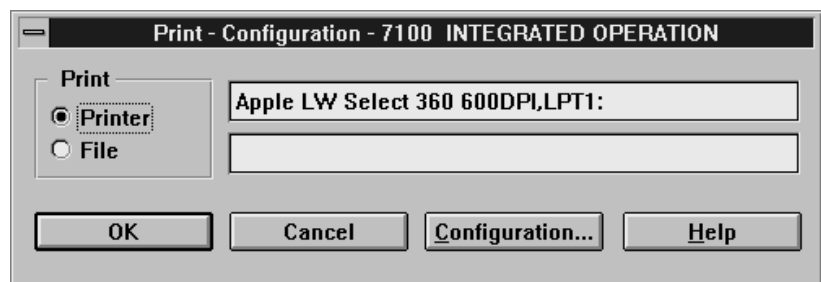 Print - Configuration - 7100 INTEGRATED OPERATION
Print
Printer
File
Apple LW Select 360 600DPI,LPT1:
OK
Cancel
Configuration...
Help